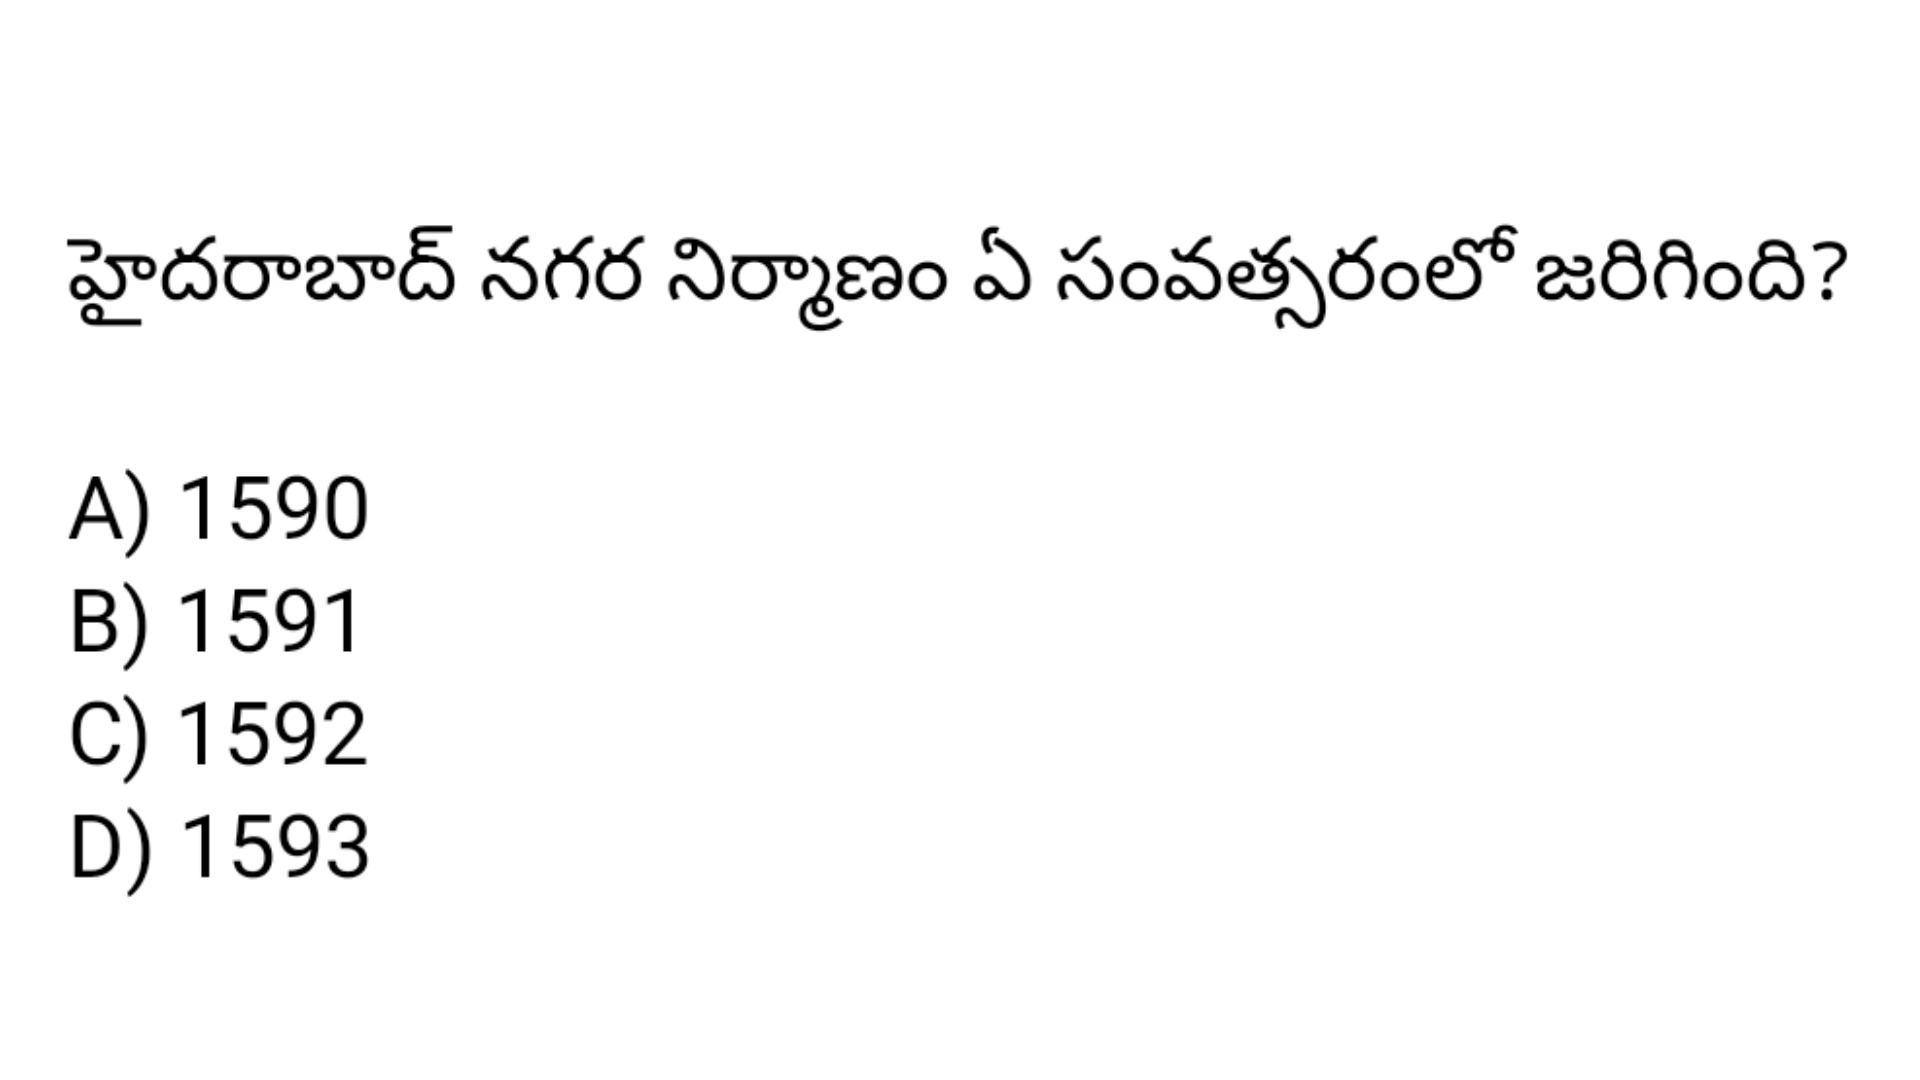 హైదరాబాద్ నగర నిర్మాణం ఏ సంవత్సరంలో జరిగింది?
A) 1590
B) 1591
C) 1592
D) 1593